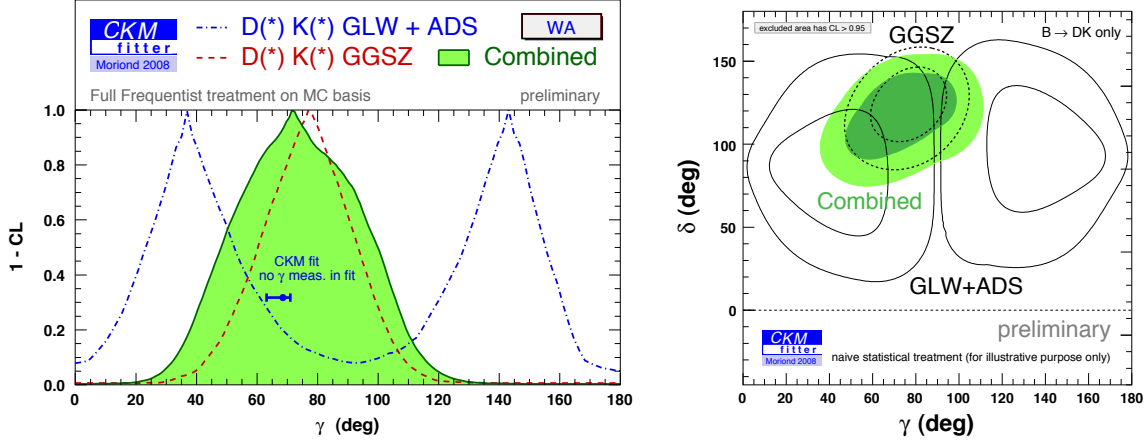 CKM
fitter
Moriond 2008
D(*) K(*) GLW + ADS
D(*) K(*) GGSZ
Combined
WA
Full Frequentist treatment on MC basis
preliminary
1.0
0.8
0.6
0.4
0.2
0.0
1 - CL
CKM fit
no γ meas. in fit
0 20 40 60 80 100 120 140 160 180
γ (deg)
excluded area has CL > 0.95
B → DK only
GGSZ
Combined
GLW+ADS
preliminary
150
100
50
0
δ (deg)
CKM
fitter
Moriond 2008
naive statistical treatment (for illustrative purpose only)
0 20 40 60 80 100 120 140 160 180
γ (deg)